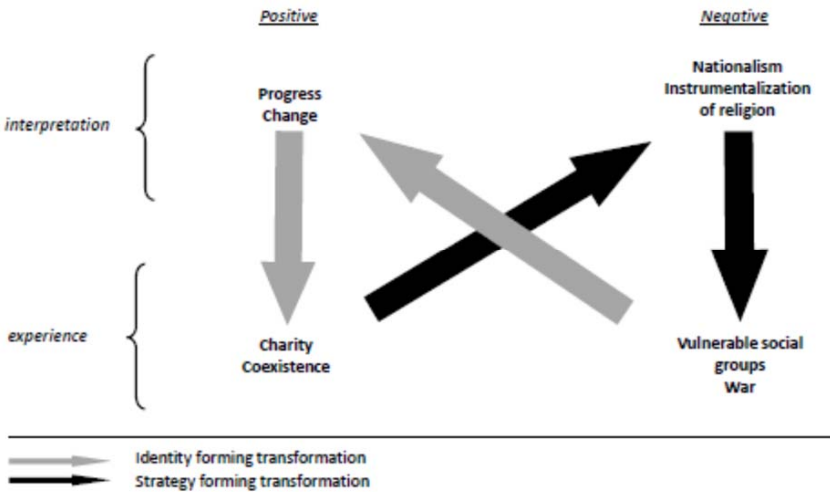 Positive
Negative
interpretation
Progress
Change
Nationalism
Instrumentalization
of religion
experience
Charity
Coexistence
Vulnerable social
groups
War
Identity forming transformation
Strategy forming transformation